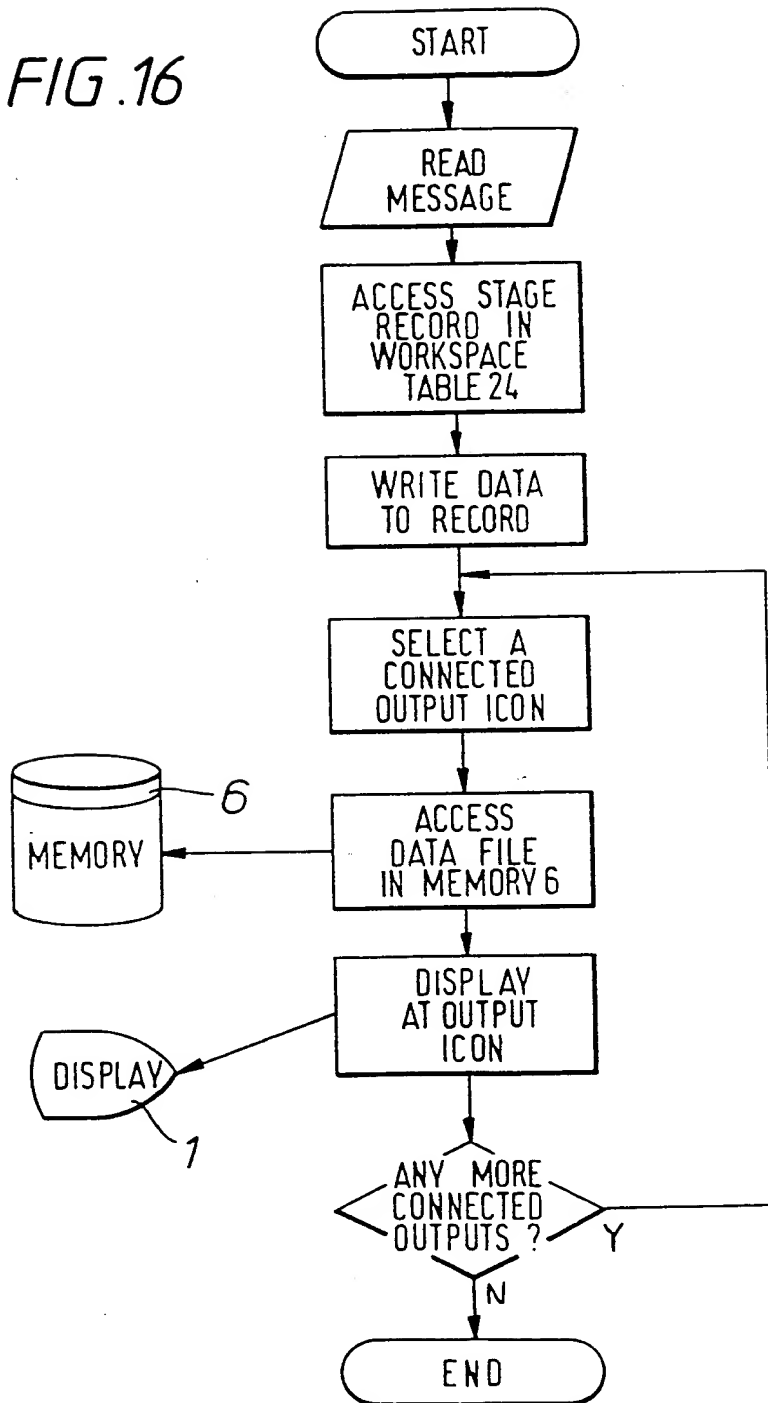 FIG.16
START
READ
MESSAGE
ACCESS STAGE
RECORD IN
WORKSPACE
TABLE 24
WRITE DATA
TO RECORD
SELECT A
CONNECTED
OUTPUT ICON
6
MEMORY
ACCESS
DATA FILE
IN MEMORY 6
DISPLAY
AT OUTPUT
ICON
DISPLAY
1
ANY MORE
CONNECTED
OUTPUTS ?
Y
N
END